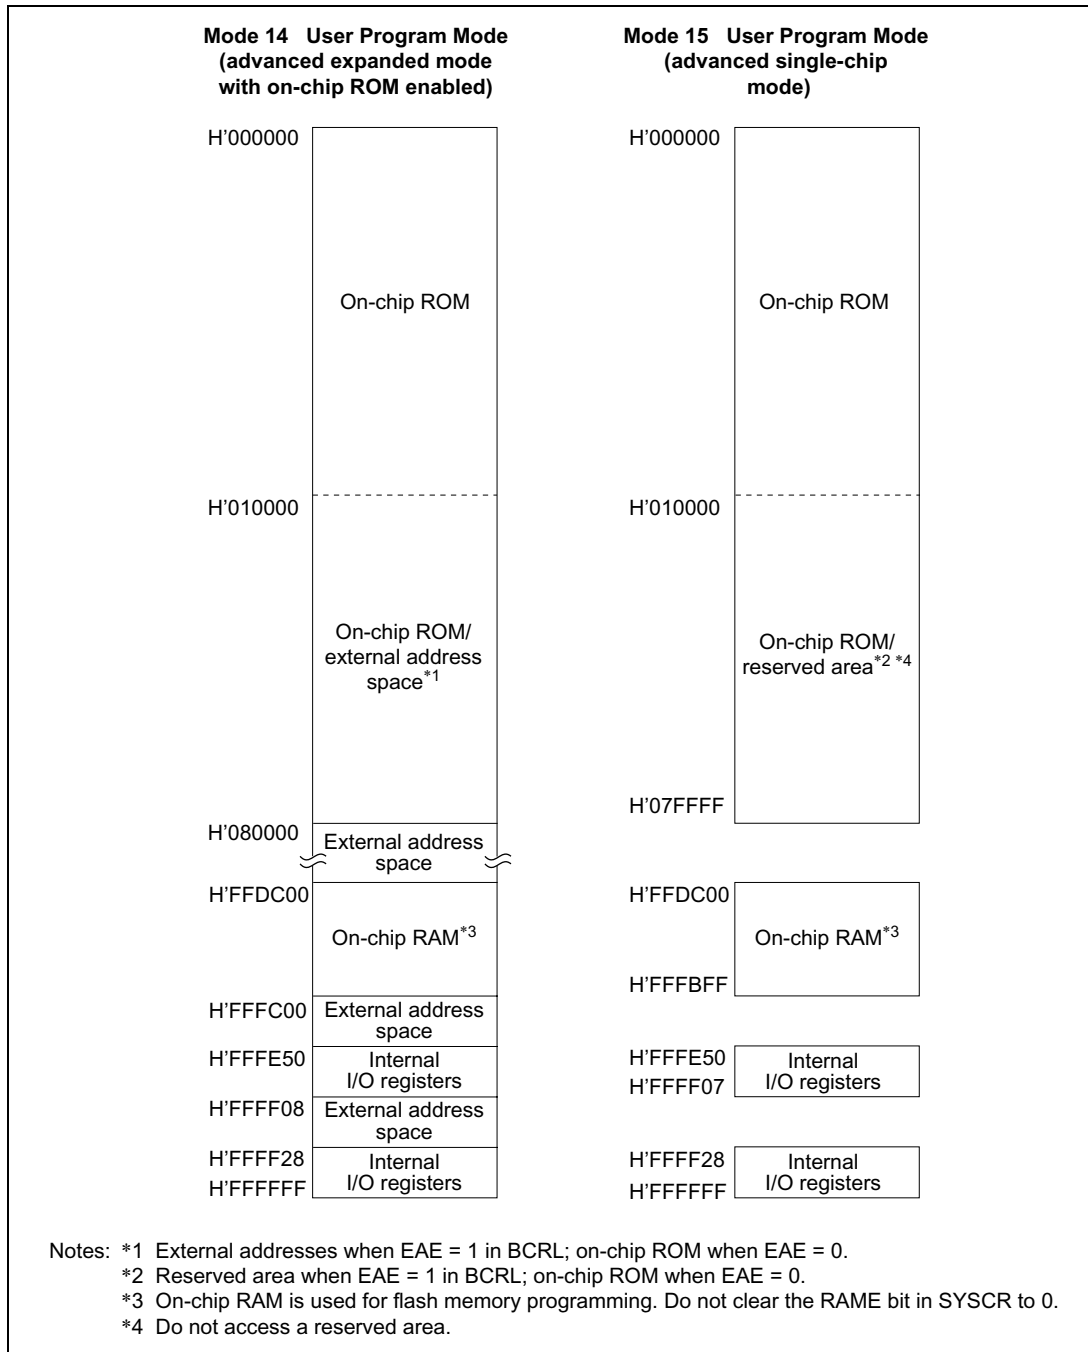 Mode 14 User Program Mode
(advanced expanded mode
with on-chip ROM enabled)
H'000000
On-chip ROM
H'010000
On-chip ROM/
external address
space*1
H'080000
External address
space
H'FFDC00
On-chip RAM*3
H'FFFC00
External address
space
H'FFFE50
Internal
I/O registers
H'FFFF08
External address
space
H'FFFF28
Internal
I/O registers
H'FFFFFF
Mode 15 User Program Mode
(advanced single-chip
mode)
H'000000
On-chip ROM
H'010000
On-chip ROM/
reserved area*2 *4
H'07FFFF
H'FFDC00
On-chip RAM*3
H'FFFBFF
H'FFFE50
Internal
I/O registers
H'FFFF07
H'FFFF28
Internal
I/O registers
H'FFFFFF
Notes: *1 External addresses when EAE = 1 in BCRL; on-chip ROM when EAE = 0.
*2 Reserved area when EAE = 1 in BCRL; on-chip ROM when EAE = 0.
*3 On-chip RAM is used for flash memory programming. Do not clear the RAME bit in SYSCR to 0.
*4 Do not access a reserved area.